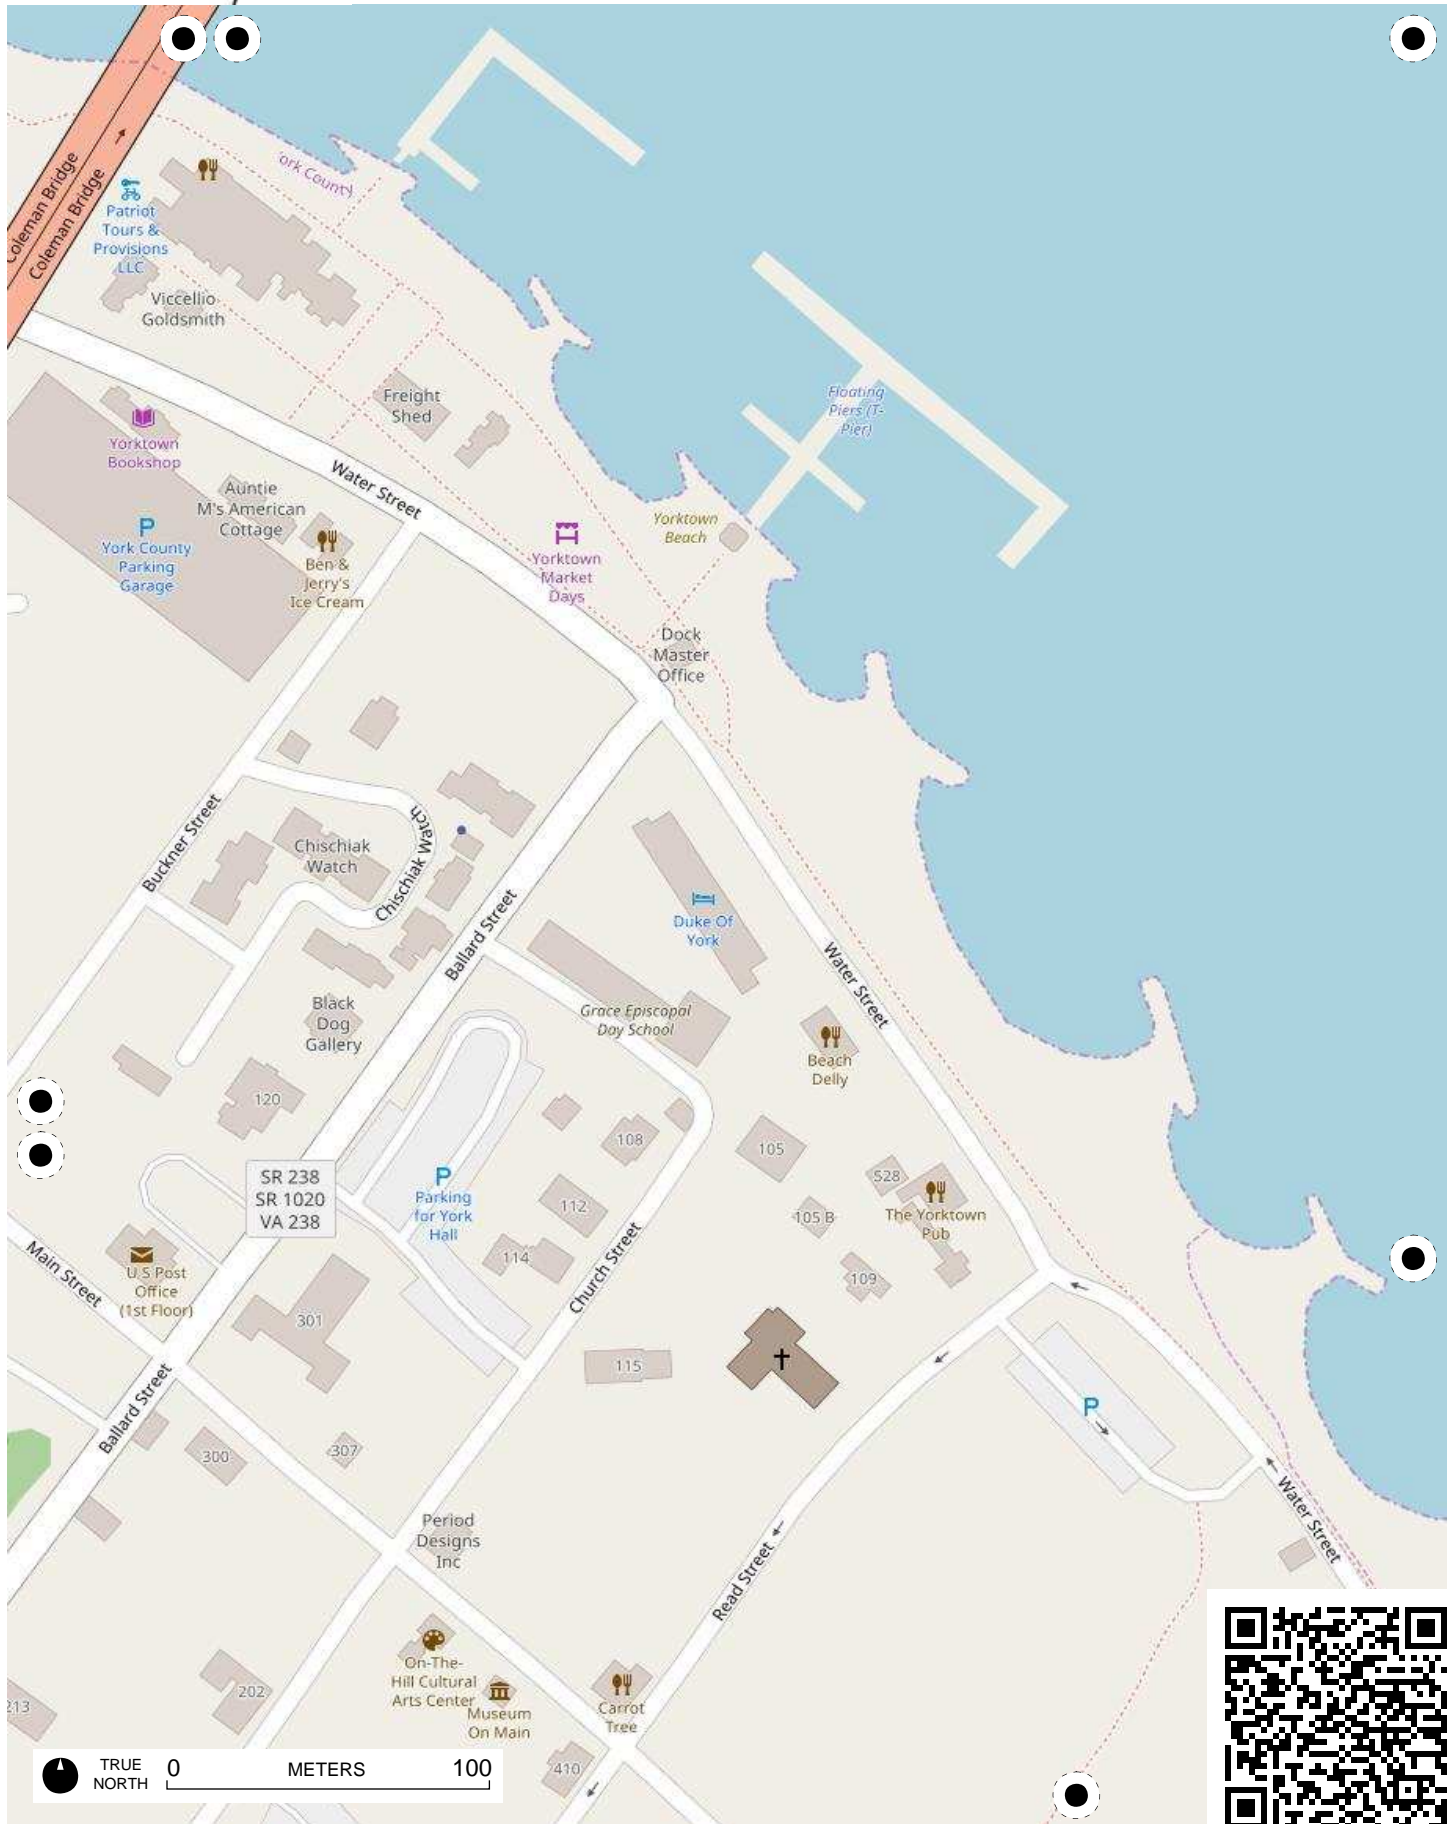 Coleman Bridge
Coleman Bridge
ork County
Patriot
Tours &
Provisions
LLC
Viccellio
Goldsmith
Freight
Shed
Floating
Piers (T-
Pier)
Yorktown
Bookshop
Water Street
Auntie
M's American
Cottage
P
York County
Parking
Garage
Ben &
Jerry's
Ice Cream
Yorktown
Beach
Yorktown
Market
Days
Dock
Master
Office
Buckner Street
Chischiak
Watch
Chischiak Watch
Chischiak Watch
Ballard Street
Duke Of
York
Water Street
Black
Dog
Gallery
Grace Episcopal
Day School
Beach
Delly
120
108
105
SR 238
SR 1020
VA 238
P
Parking
for York
Hall
112
528
The Yorktown
Pub
105 B
114
109
Main Street
U S Post
Office
(1st Floor)
301
Church Street
115
P
Ballard Street
300
307
Water Street
Period
Designs
Inc
Read Street
On-The-
Hill Cultural
Arts Center
Museum
On Main
Carrot
Tree
202
213
410
TRUE
NORTH
0 METERS 100